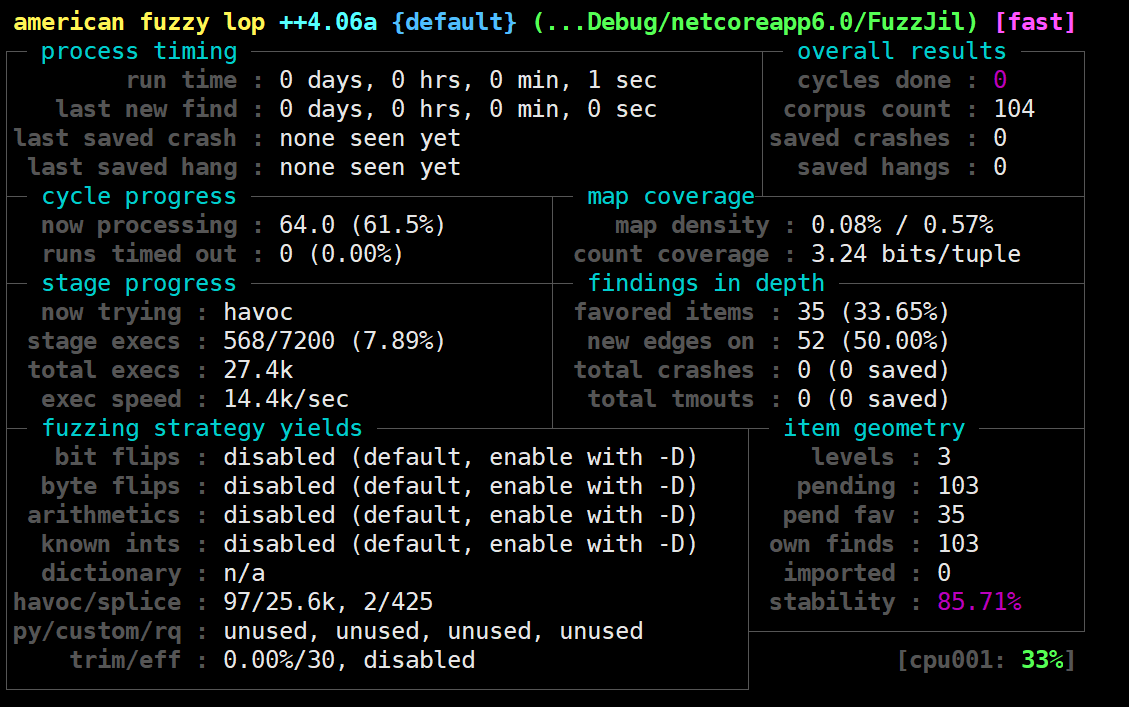 american fuzzy lop ++4.06a {default} (...Debug/netcoreapp6.0/FuzzJil) [fast]
process timing overall results
run time : 0 days, 0 hrs, 0 min, 1 sec cycles done : 0
last new find : 0 days, 0 hrs, 0 min, 0 sec corpus count : 104
last saved crash : none seen yet saved crashes : 0
last saved hang : none seen yet saved hangs : 0
cycle progress map coverage
now processing : 64.0 (61.5%) map density : 0.08% / 0.57%
runs timed out : 0 (0.00%) count coverage : 3.24 bits/tuple
stage progress findings in depth
now trying : havoc favored items : 35 (33.65%)
stage execs : 568/7200 (7.89%) new edges on : 52 (50.00%)
total execs : 27.4k total crashes : 0 (0 saved)
exec speed : 14.4k/sec total tmouts : 0 (0 saved)
fuzzing strategy yields item geometry
bit flips : disabled (default, enable with -D) levels : 3
byte flips : disabled (default, enable with -D) pending : 103
arithmetics : disabled (default, enable with -D) pend fav : 35
known ints : disabled (default, enable with -D) own finds : 103
dictionary : n/a imported : 0
havoc/splice : 97/25.6k, 2/425 stability : 85.71%
py/custom/rq : unused, unused, unused, unused
trim/eff : 0.00%/30, disabled [cpu001: 33%]